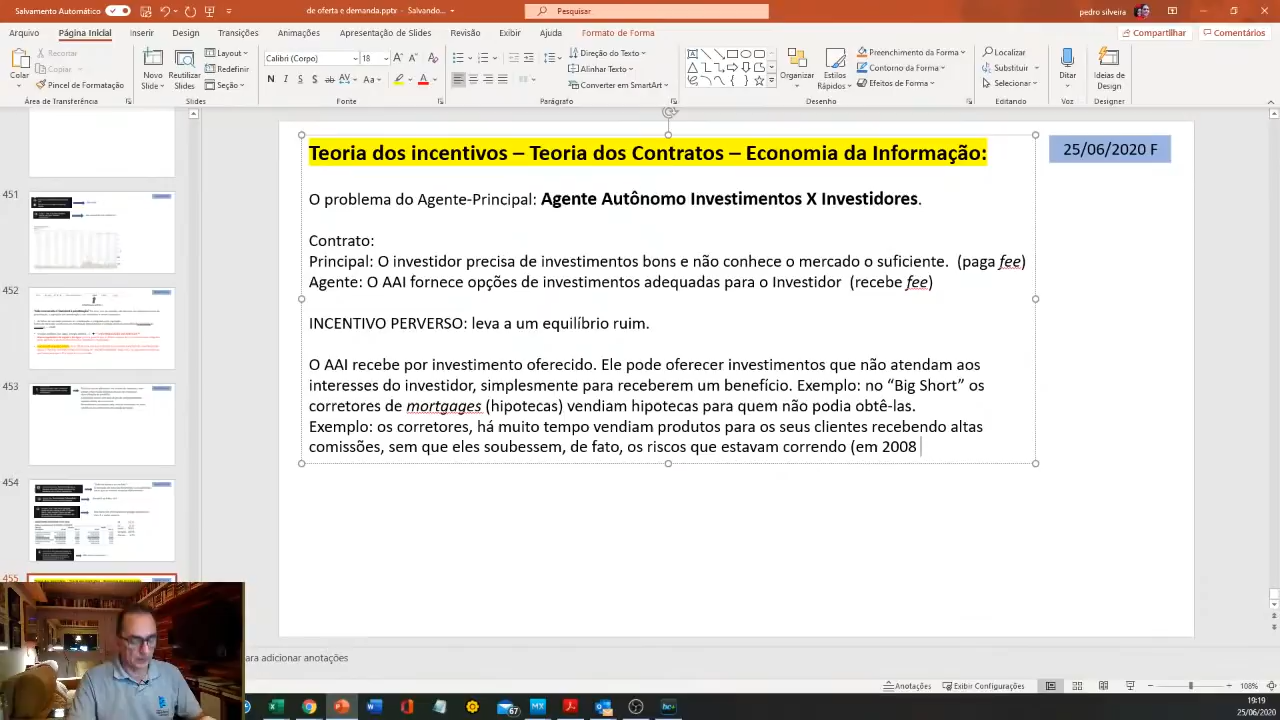 Salvamento Automático
de oferta e demanda.pptx - Salvando...
Pesquisar
pedro silveira
Arquivo
Página Inicial
Inserir
Design
Transições
Animações
Apresentação de Slides
Revisão
Exibir
Ajuda
Formato de Forma
Compartilhar
Comentários
Colar
Recortar
Copiar
Pincel de Formatação
Área de Transferência
Novo Slide
Reutilizar Slides
Layout
Redefinir
Seção
Slides
Calibri (Corpo)
18
Fonte
Direção do Texto
Alinhar Texto
Converter em SmartArt
Parágrafo
Organizar
Estilos Rápidos
Preenchimento da Forma
Contorno da Forma
Efeitos de Forma
Desenho
Localizar
Substituir
Selecionar
Editando
Ditar
Voz
Ideias de Design
Designer
451
452
453
454
455
Teoria dos incentivos – Teoria dos Contratos – Economia da Informação:
25/06/2020 F
O problema do Agente-Principal: Agente Autônomo Investimentos X Investidores.
Contrato:
Principal: O investidor precisa de investimentos bons e não conhece o mercado o suficiente. (paga fee)
Agente: O AAI fornece opções de investimentos adequadas para o Investidor (recebe fee)
INCENTIVO PERVERSO. Leva a um equilíbrio ruim.
O AAI recebe por investimento oferecido. Ele pode oferecer investimentos que não atendam aos
interesses do investidor, simplesmente para receberem um benefício. Exemplo: no “Big Short” os
corretores de mortgages (hipotecas) vendiam hipotecas para quem não podia obtê-las.
Exemplo: os corretores, há muito tempo vendiam produtos para os seus clientes recebendo altas
comissões, sem que eles soubessem, de fato, os riscos que estavam correndo (em 2008
ara adicionar anotações
Anotações
Exibir Configurações
108%
67
19:19
25/06/2020